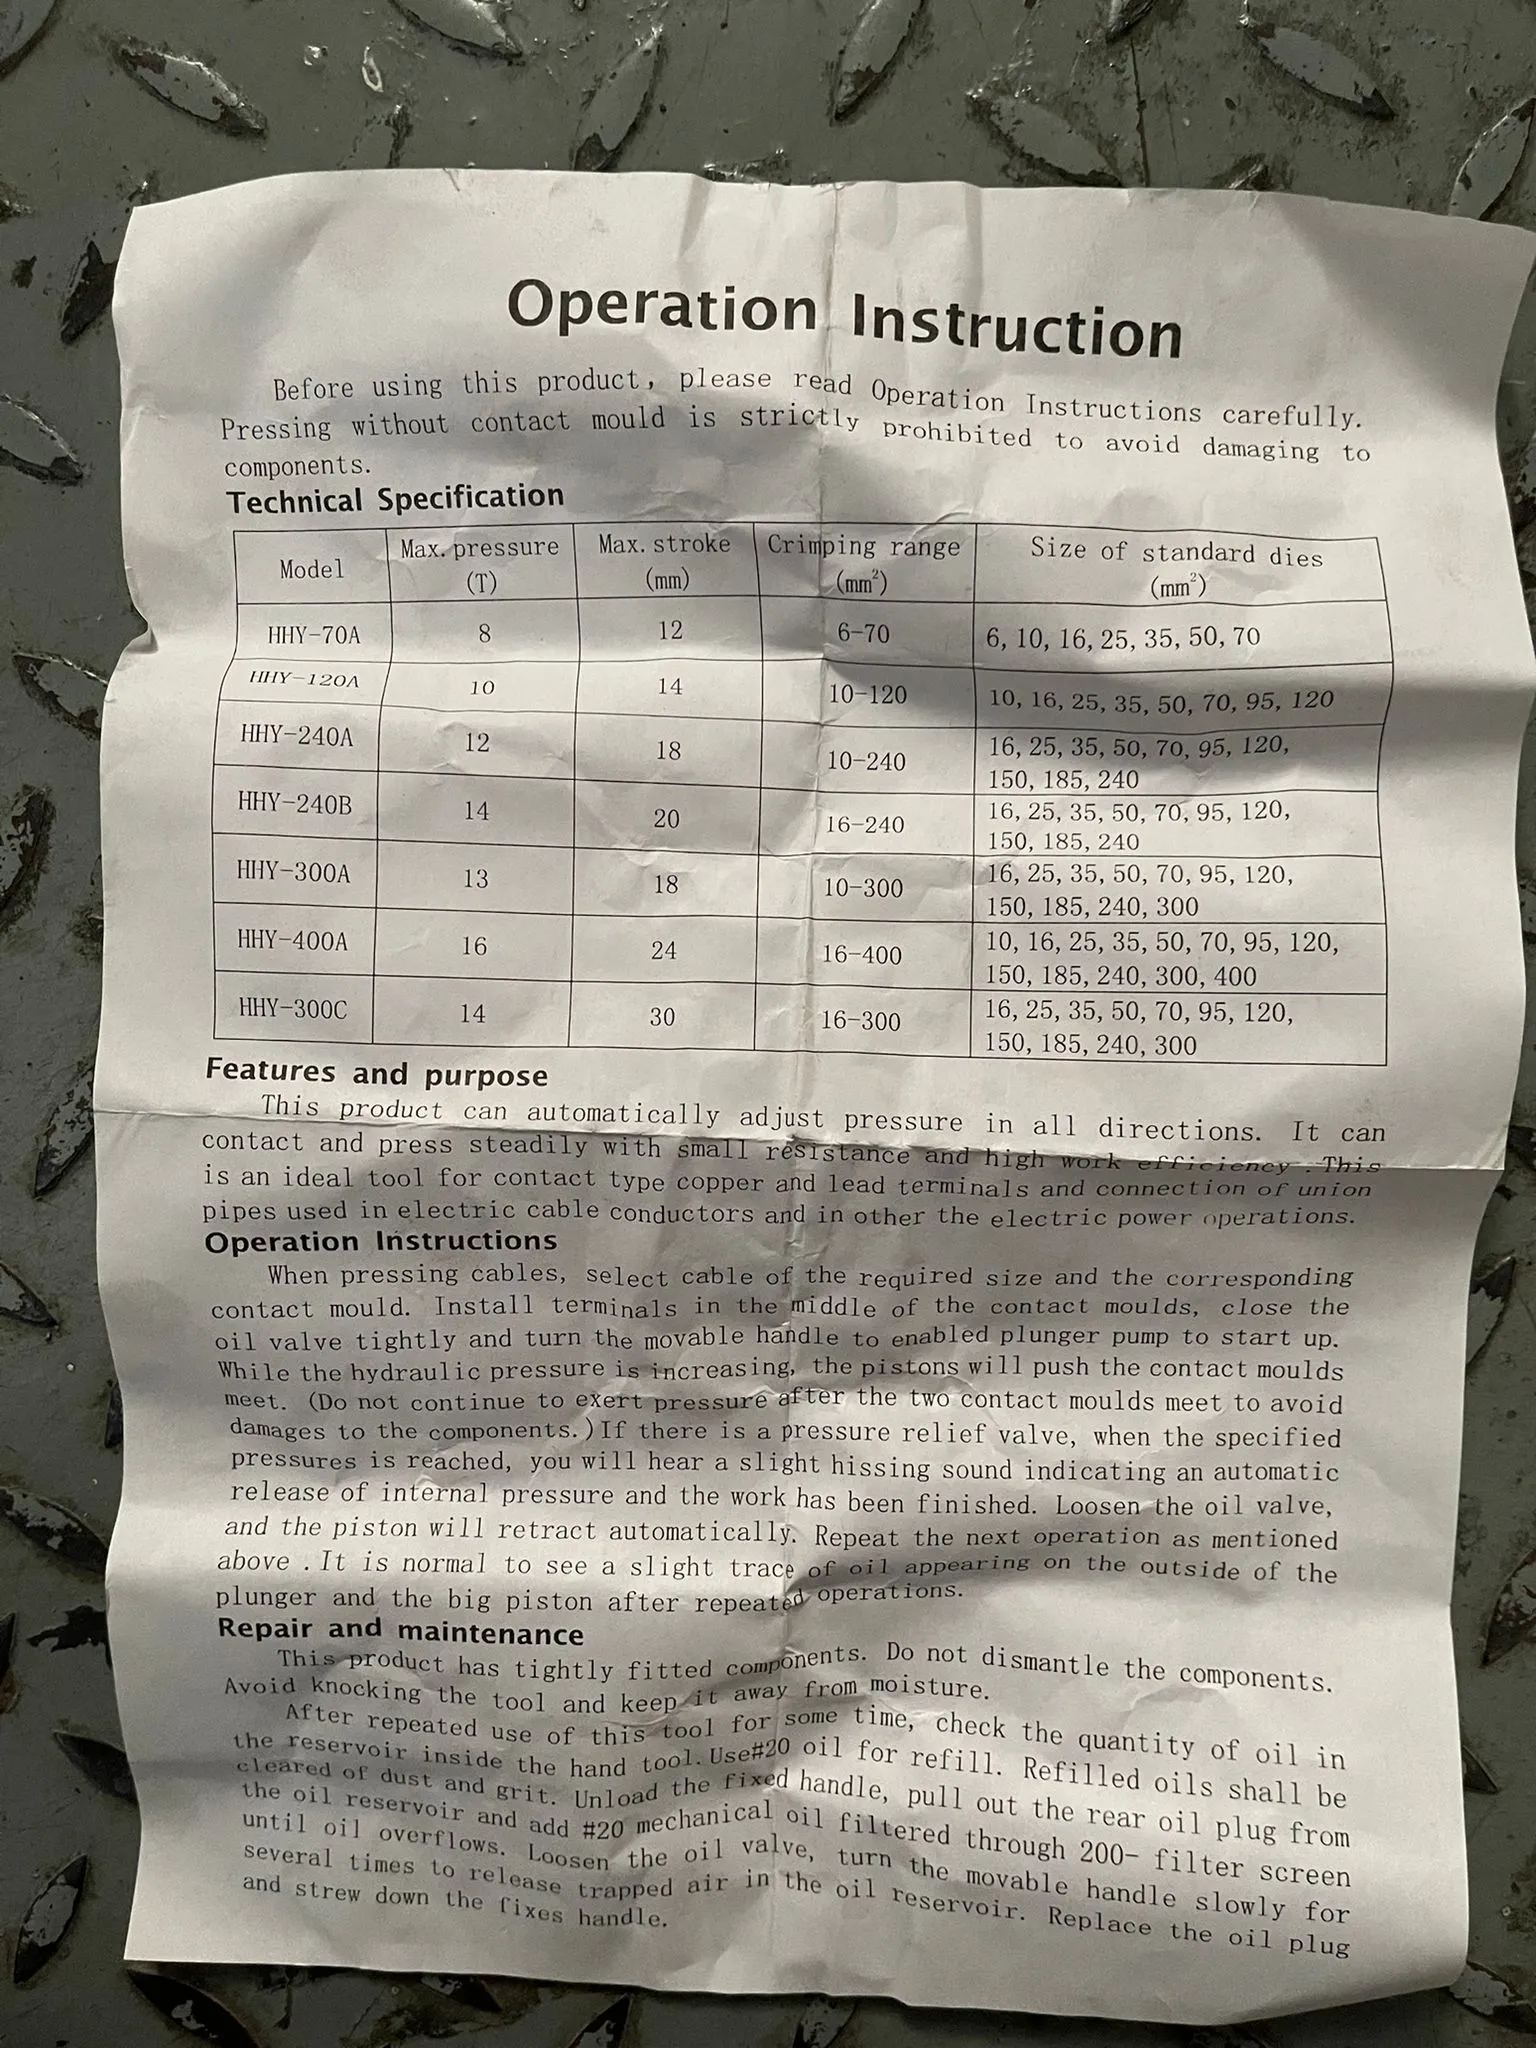 Operation Instruction
Before using this product, please read Operation Instructions carefully.
Pressing without contact mould is strictly prohibited to avoid damaging to
components.
Technical Specification
Model Max. pressure (T) Max. stroke (mm) Crimping range (mm²) Size of standard dies (mm²)
HHY-70A 8 12 6-70 6, 10, 16, 25, 35, 50, 70
HHY-120A 10 14 10-120 10, 16, 25, 35, 50, 70, 95, 120
HHY-240A 12 18 10-240 16, 25, 35, 50, 70, 95, 120,
150, 185, 240
HHY-240B 14 20 16-240 16, 25, 35, 50, 70, 95, 120,
150, 185, 240
HHY-300A 13 18 10-300 16, 25, 35, 50, 70, 95, 120,
150, 185, 240, 300
HHY-400A 16 24 16-400 10, 16, 25, 35, 50, 70, 95, 120,
150, 185, 240, 300, 400
HHY-300C 14 30 16-300 16, 25, 35, 50, 70, 95, 120,
150, 185, 240, 300
Features and purpose
This product can automatically adjust pressure in all directions. It can
contact and press steadily with small resistance and high work efficiency .This
is an ideal tool for contact type copper and lead terminals and connection of union
pipes used in electric cable conductors and in other the electric power operations.
Operation Instructions
When pressing cables, select cable of the required size and the corresponding
contact mould. Install terminals in the middle of the contact moulds, close the
oil valve tightly and turn the movable handle to enabled plunger pump to start up.
While the hydraulic pressure is increasing, the pistons will push the contact moulds
meet. (Do not continue to exert pressure after the two contact moulds meet to avoid
damages to the components.)If there is a pressure relief valve, when the specified
pressures is reached, you will hear a slight hissing sound indicating an automatic
release of internal pressure and the work has been finished. Loosen the oil valve,
and the piston will retract automatically. Repeat the next operation as mentioned
above .It is normal to see a slight trace of oil appearing on the outside of the
plunger and the big piston after repeated operations.
Repair and maintenance
This product has tightly fitted components. Do not dismantle the components.
Avoid knocking the tool and keep it away from moisture.
After repeated use of this tool for some time, check the quantity of oil in
the reservoir inside the hand tool. Use#20 oil for refill. Refilled oils shall be
cleared of dust and grit. Unload the fixed handle, pull out the rear oil plug from
the oil reservoir and add #20 mechanical oil filtered through 200- filter screen
until oil overflows. Loosen the oil valve, turn the movable handle slowly for
several times to release trapped air in the oil reservoir. Replace the oil plug
and strew down the fixes handle.